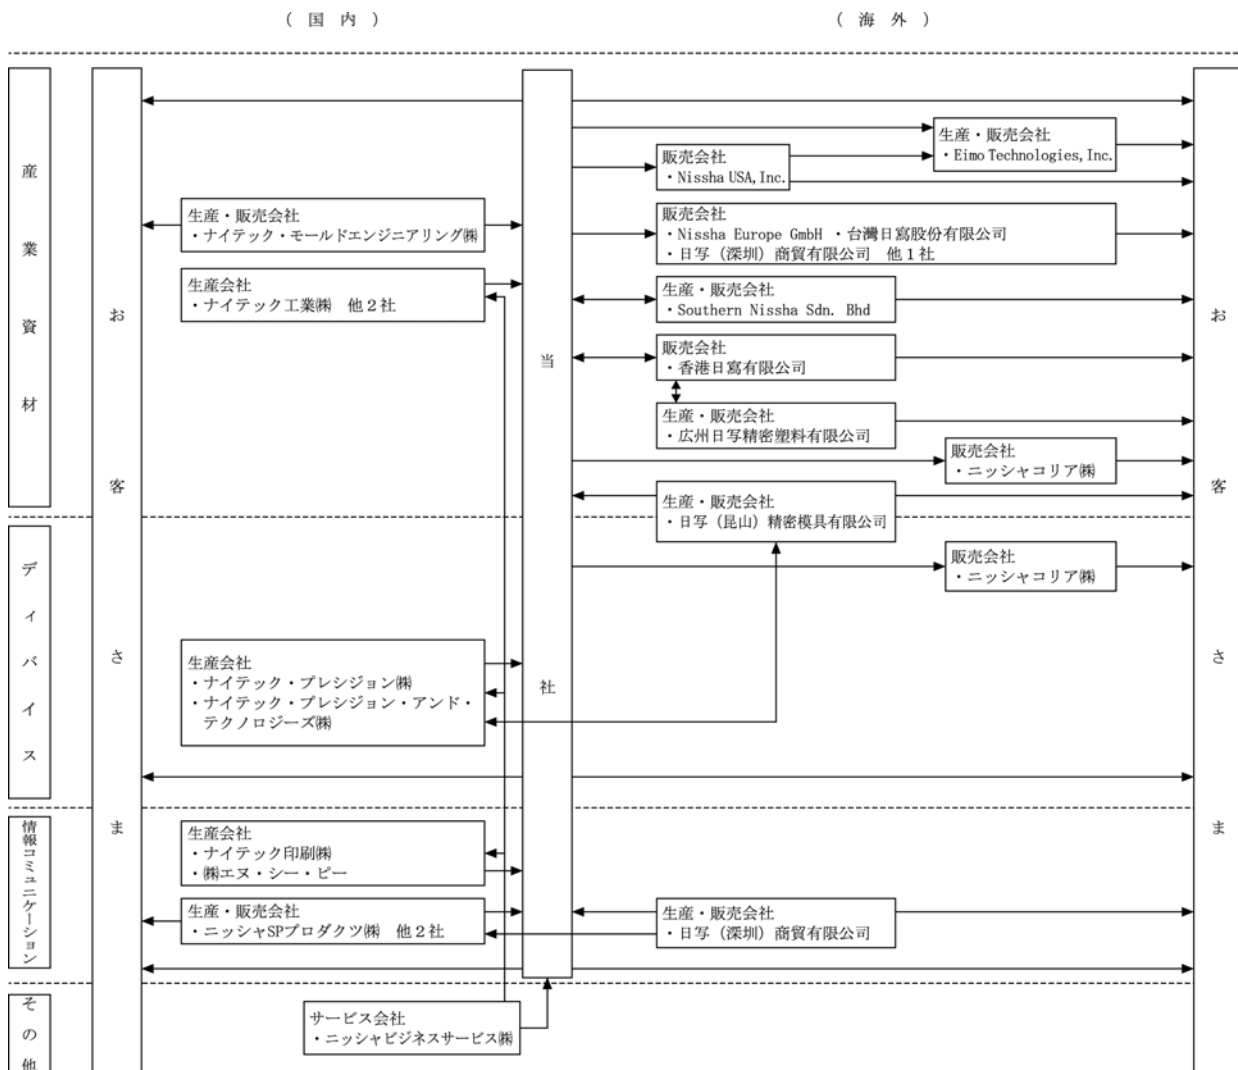 （ 国 内 ）
（ 海 外 ）
産業資材
ディバイス
情報コミュニケーション
その他
お客さま
当社
お客さま
生産・販売会社
・ナイテック・モールドエンジニアリング㈱
生産会社
・ナイテック工業㈱　他２社
販売会社
・Nissha USA,Inc.
生産・販売会社
・Eimo Technologies,Inc.
販売会社
・Nissha Europe GmbH ・台灣日寫股份有限公司
・日写（深圳）商貿有限公司　他１社
生産・販売会社
・Southern Nissha Sdn. Bhd
販売会社
・香港日寫有限公司
生産・販売会社
・広州日写精密塑料有限公司
販売会社
・ニッシャコリア㈱
生産・販売会社
・日写（昆山）精密模具有限公司
販売会社
・ニッシャコリア㈱
生産会社
・ナイテック・プレシジョン㈱
・ナイテック・プレシジョン・アンド・
テクノロジーズ㈱
生産会社
・ナイテック印刷㈱
・㈱エヌ・シー・ピー
生産・販売会社
・ニッシャSPプロダクツ㈱　他２社
生産・販売会社
・日写（深圳）商貿有限公司
サービス会社
・ニッシャビジネスサービス㈱